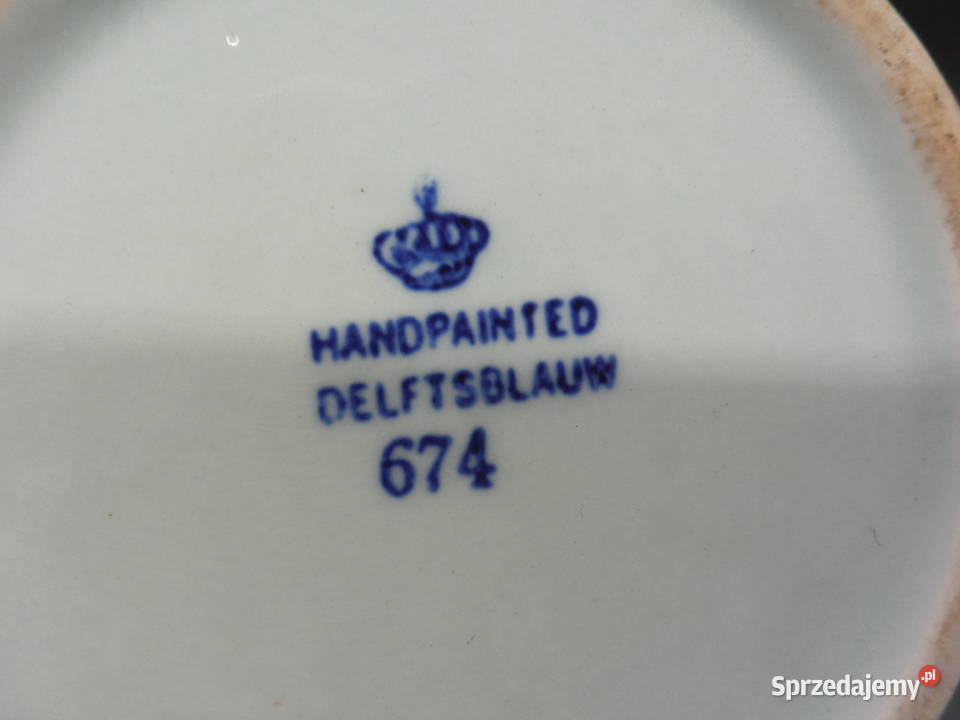 HANDPAINTED
DELFTSBLAUW
674
Sprzedajemy.pl